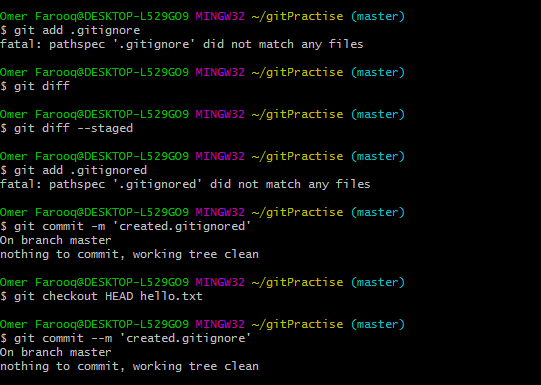 Omer Farooq@DESKTOP-L529GO9 MINGW32 ~/gitPractise (master)
$ git add .gitignore
fatal: pathspec '.gitignore' did not match any files
Omer Farooq@DESKTOP-L529GO9 MINGW32 ~/gitPractise (master)
$ git diff
Omer Farooq@DESKTOP-L529GO9 MINGW32 ~/gitPractise (master)
$ git diff --staged
Omer Farooq@DESKTOP-L529GO9 MINGW32 ~/gitPractise (master)
$ git add .gitignored
fatal: pathspec '.gitignored' did not match any files
Omer Farooq@DESKTOP-L529GO9 MINGW32 ~/gitPractise (master)
$ git commit -m 'created.gitignored'
On branch master
nothing to commit, working tree clean
Omer Farooq@DESKTOP-L529GO9 MINGW32 ~/gitPractise (master)
$ git checkout HEAD hello.txt
Omer Farooq@DESKTOP-L529GO9 MINGW32 ~/gitPractise (master)
$ git commit --m 'created.gitignore'
On branch master
nothing to commit, working tree clean